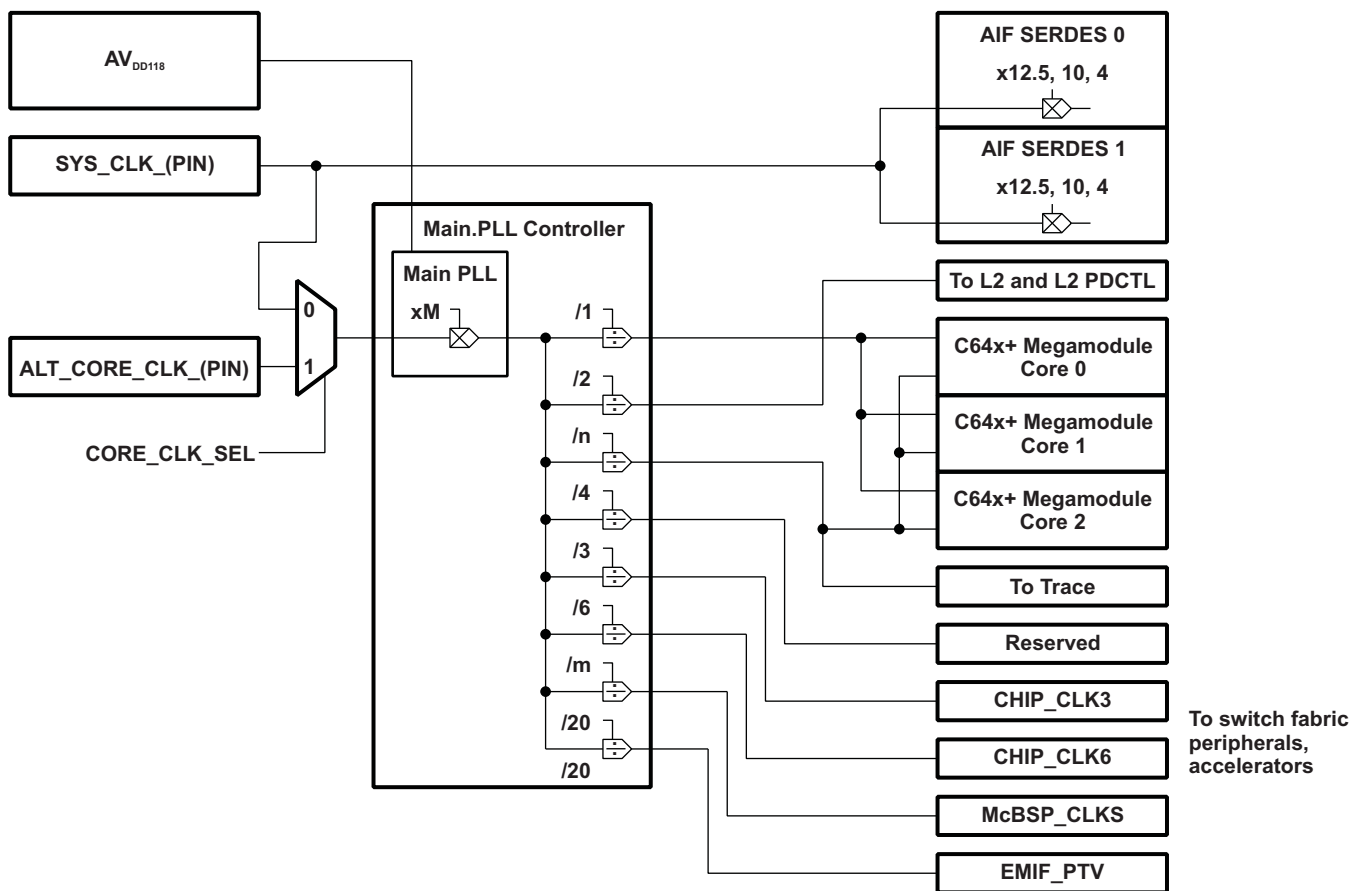 AV DD118
SYS_CLK_(PIN)
ALT_CORE_CLK_(PIN)
CORE_CLK_SEL
0
1
Main.PLL Controller
Main PLL
xM
/1
/2
/n
/4
/3
/6
/m
/20
/20
AIF SERDES 0
x12.5, 10, 4
AIF SERDES 1
x12.5, 10, 4
To L2 and L2 PDCTL
C64x+ Megamodule
Core 0
C64x+ Megamodule
Core 1
C64x+ Megamodule
Core 2
To Trace
Reserved
CHIP_CLK3
CHIP_CLK6
McBSP_CLKS
EMIF_PTV
To switch fabric
peripherals,
accelerators